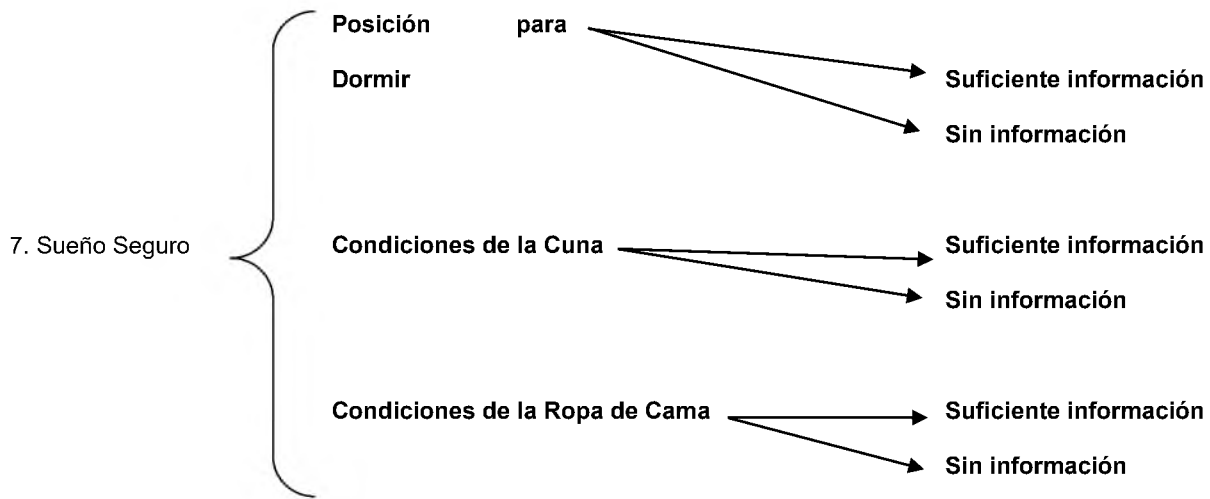 Posición para
Dormir
Suficiente información
Sin información
7. Sueño Seguro
Condiciones de la Cuna
Suficiente información
Sin información
Condiciones de la Ropa de Cama
Suficiente información
Sin información